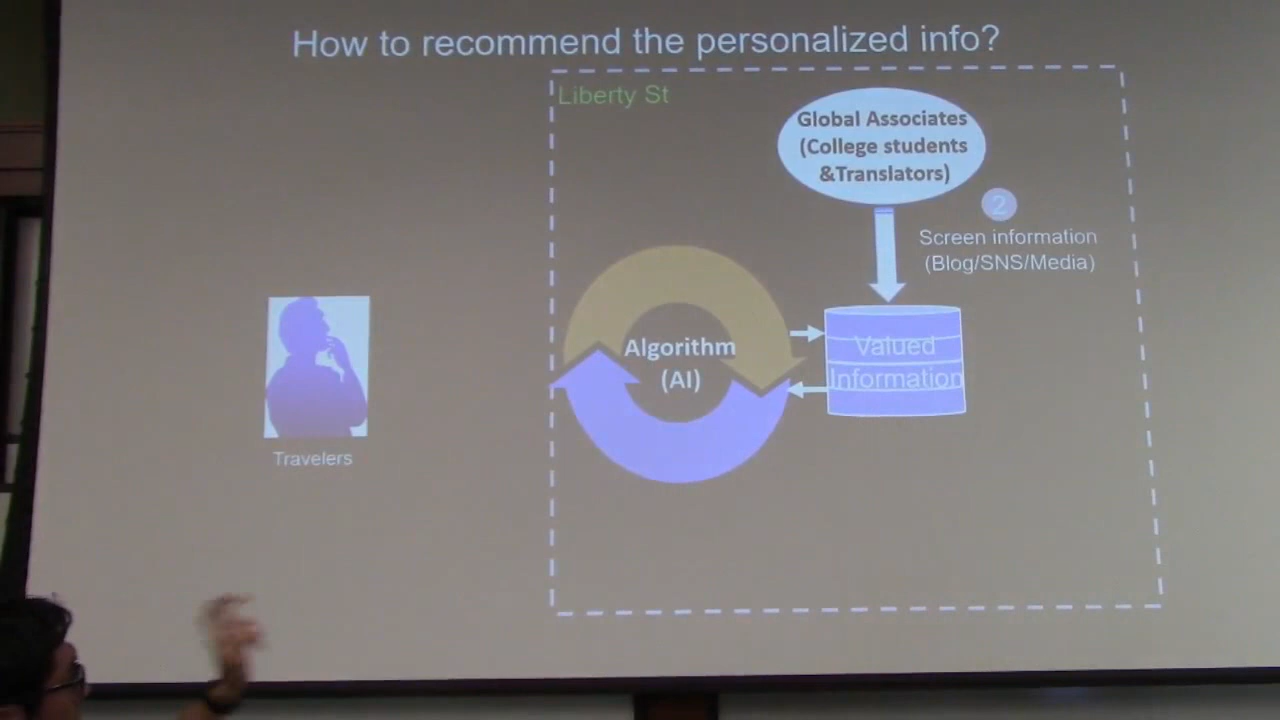 How to recommend the personalized info?
Liberty St
Global Associates
(College students
&Translators)
2
Screen information
(Blog/SNS/Media)
Algorithm
(AI)
Valued
Information
Travelers